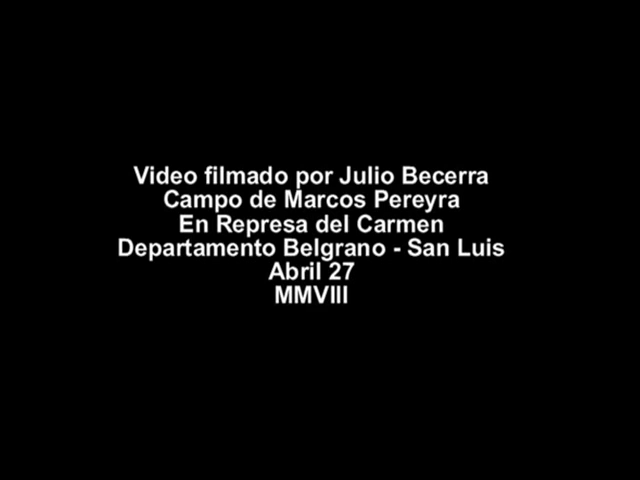 Video filmado por Julio Becerra
Campo de Marcos Pereyra
En Represa del Carmen
Departamento Belgrano - San Luis
Abril 27
MMVIII